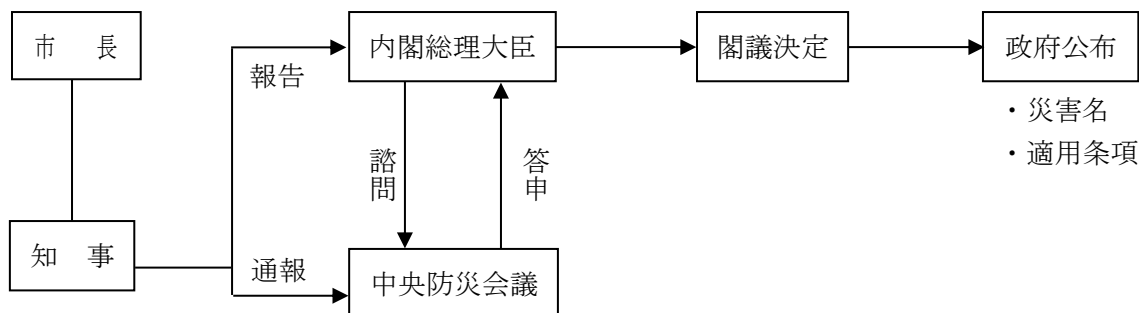 市　長
内閣総理大臣
閣議決定
政府公布
報告
・災害名
・適用条項
諮問
答申
知　事
通報
中央防災会議